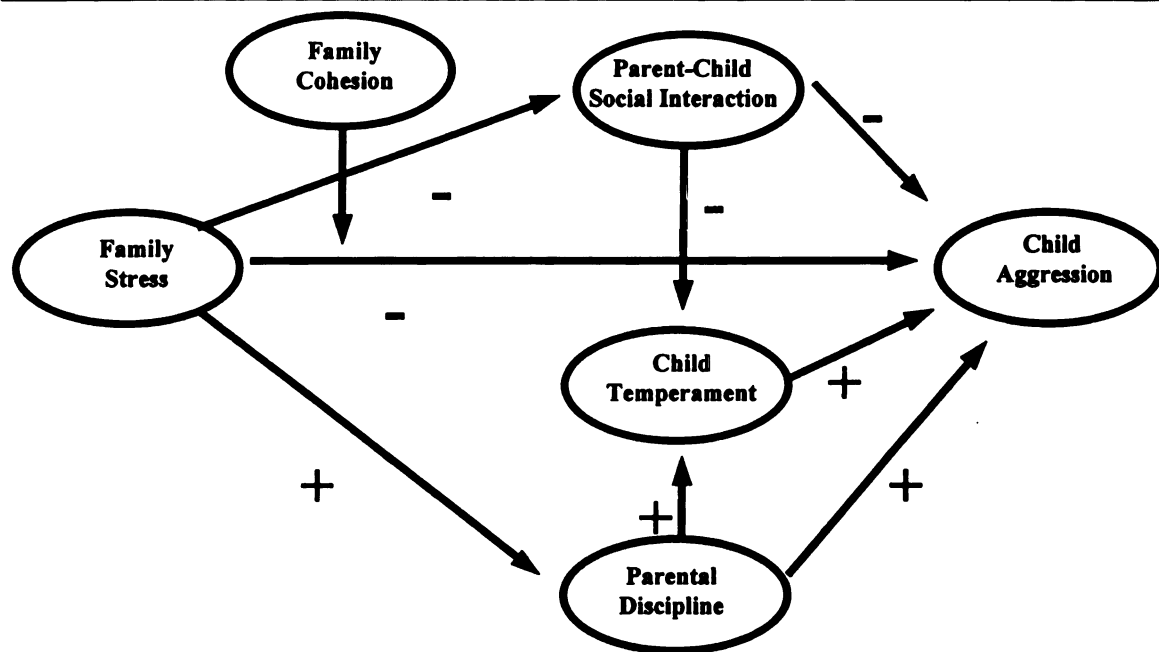 Family
Cohesion
Parent-Child
Social Interaction
-
-
-
Family
Stress
Child
Aggression
-
Child
Temperament
+
+
+
+
Parental
Discipline